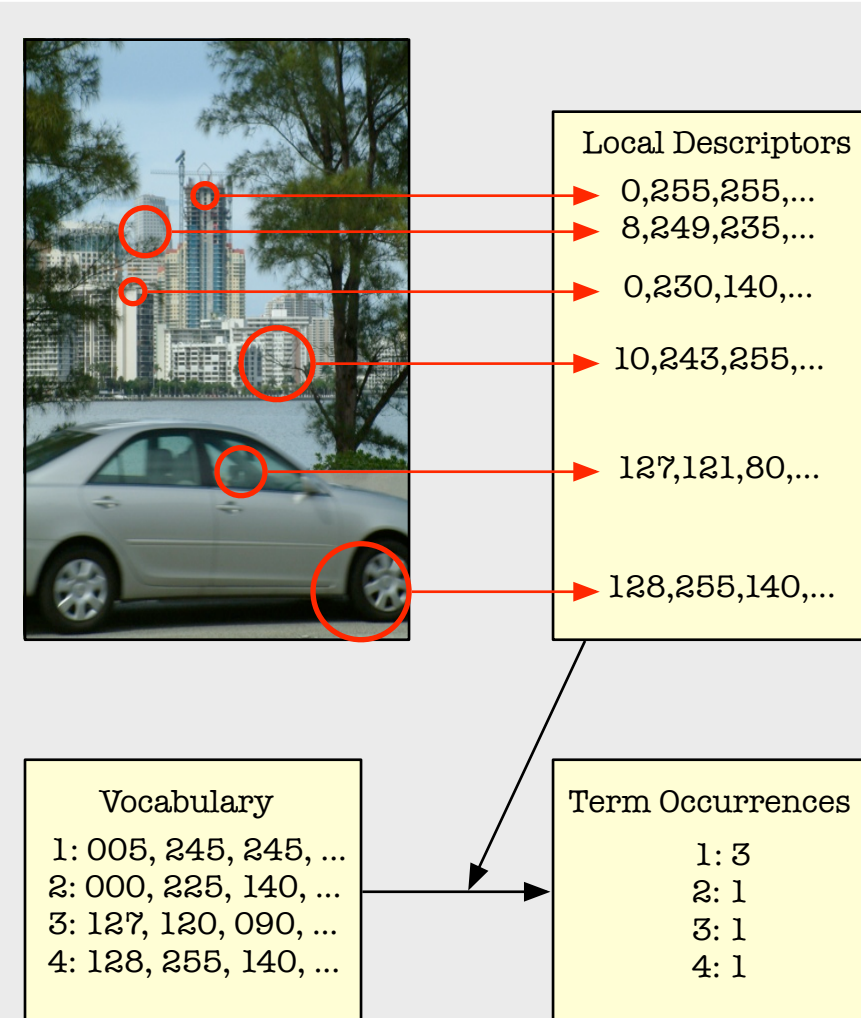 Local Descriptors
0,255,255,...
8,249,235,...
0,230,140,...
10,243,255,...
127,121,80,...
128,255,140,...
Vocabulary
1: 005, 245, 245, ...
2: 000, 225, 140, ...
3: 127, 120, 090, ...
4: 128, 255, 140, ...
Term Occurrences
1: 3
2: 1
3: 1
4: 1